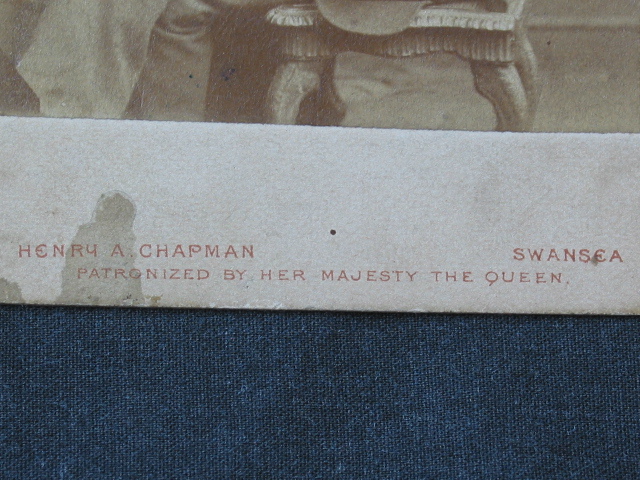 HENRY A. CHAPMAN SWANSEA
PATRONIZED BY HER MAJESTY THE QUEEN.